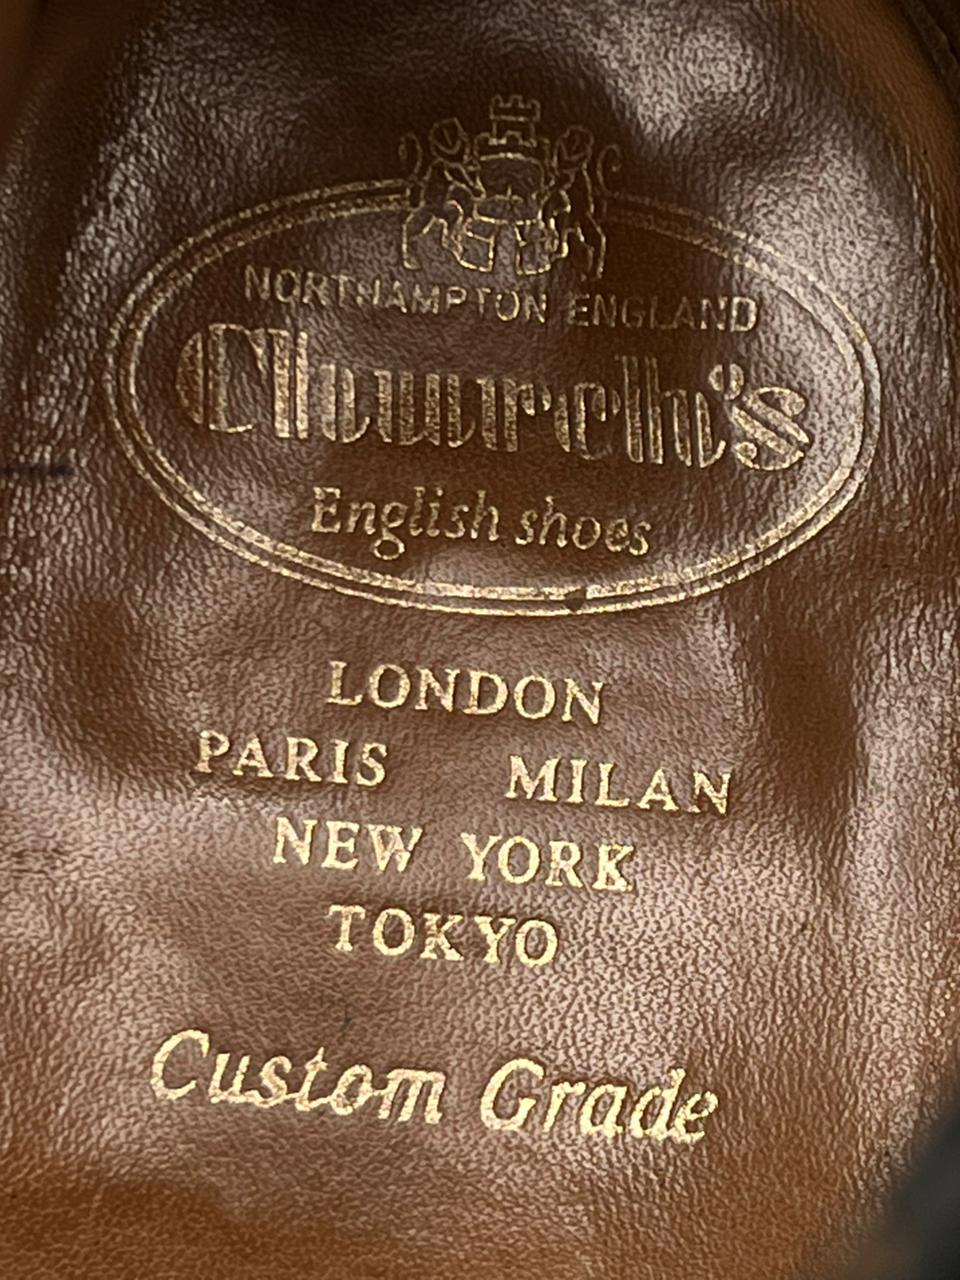 NORTHAMPTON ENGLAND
Church's
English shoes
LONDON
PARIS MILAN
NEW YORK
TOKYO
Custom Grade